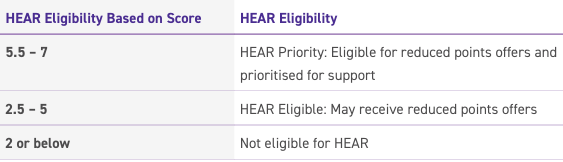 HEAR Eligibility Based on Score HEAR Eligibility
5.5 – 7 HEAR Priority: Eligible for reduced points offers and
prioritised for support
2.5 – 5 HEAR Eligible: May receive reduced points offers
2 or below Not eligible for HEAR